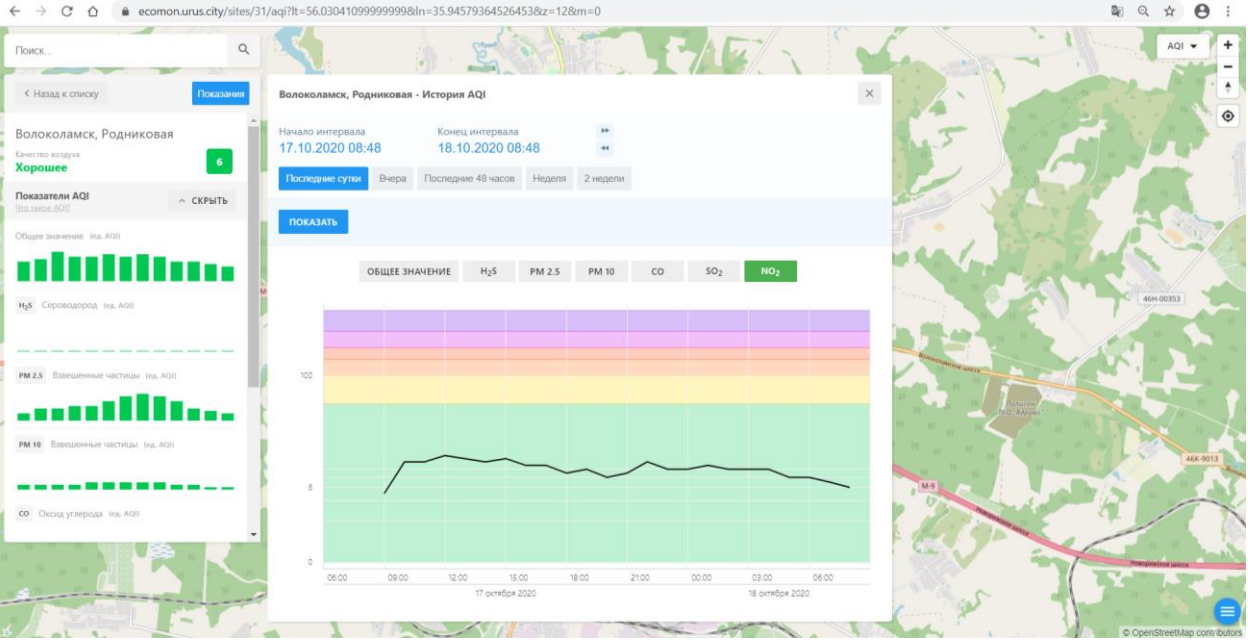 ecomon.urus.city/sites/31/aqi?lt=56.03041099999999&ln=35.94579364526453&z=12&m=0
Поиск...
AQI
Назад к списку
Показания
Волоколамск, Родниковая
Качество воздуха
Хорошее
6
Показатели AQI
Что такое AQI?
СКРЫТЬ
Общее значение (ед. AQI)
H₂S Сероводород (ед. AQI)
PM 2.5 Взвешенные частицы (ед. AQI)
PM 10 Взвешенные частицы (ед. AQI)
CO Оксид углерода (ед. AQI)
Волоколамск, Родниковая - История AQI
Начало интервала
17.10.2020 08:48
Конец интервала
18.10.2020 08:48
Последние сутки Вчера Последние 48 часов Неделя 2 недели
ПОКАЗАТЬ
ОБЩЕЕ ЗНАЧЕНИЕ H₂S PM 2.5 PM 10 CO SO₂ NO₂
100
6
0
06:00 09:00 12:00 15:00 18:00 21:00 00:00 03:00 06:00
17 октября 2020 18 октября 2020
46Н-00353
Волоколамское шоссе
46К-9013
М-9
Новорижское шоссе
Новорижское шоссе
© OpenStreetMap contributors